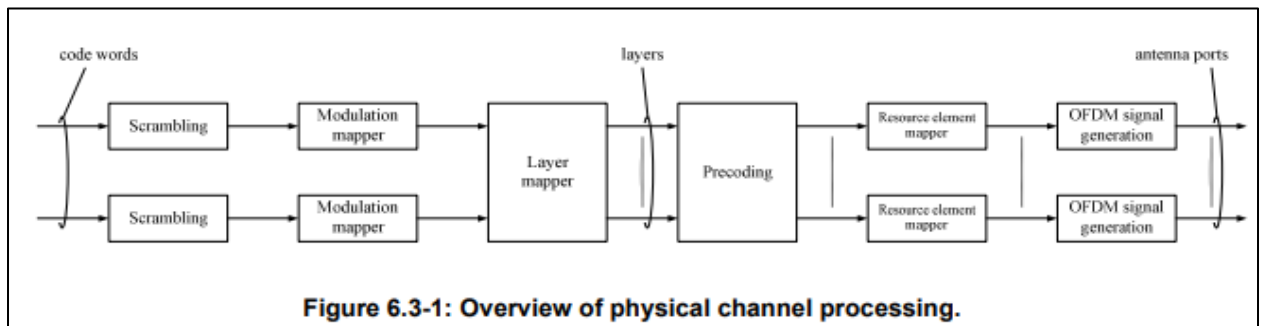 code words
layers
antenna ports
Scrambling
Modulation
mapper
Layer
mapper
Precoding
Resource element
mapper
OFDM signal
generation
Scrambling
Modulation
mapper
Resource element
mapper
OFDM signal
generation
Figure 6.3-1: Overview of physical channel processing.